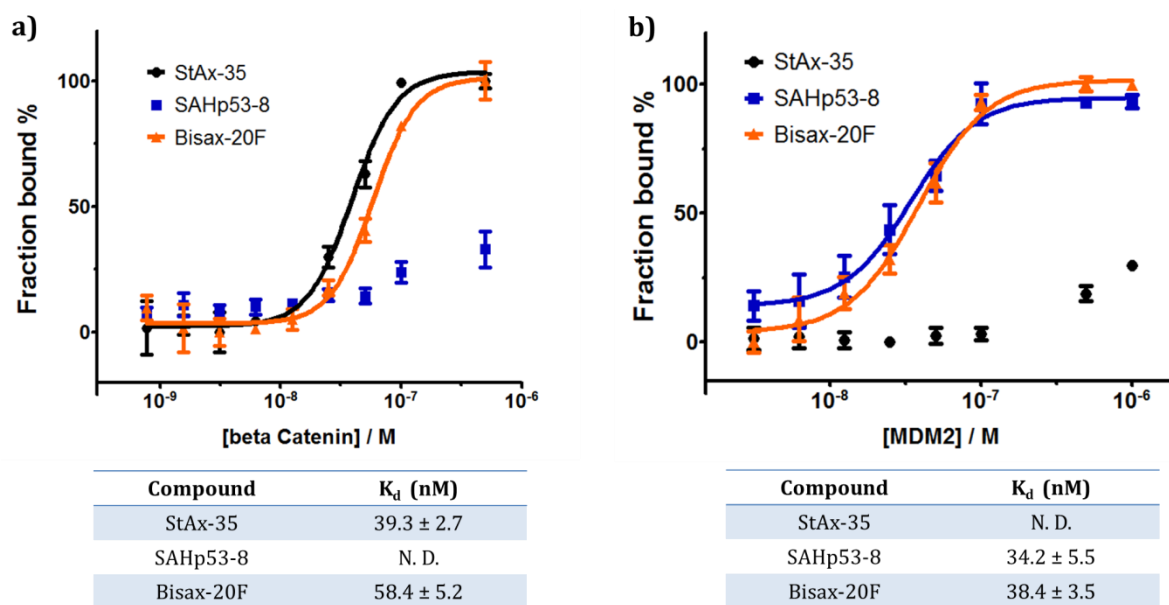 a)
Fraction bound %
100
50
0
StAx-35
SAHp53-8
Bisax-20F
10⁻⁹
10⁻⁸
10⁻⁷
10⁻⁶
[beta Catenin] / M
Compound K_d (nM)
StAx-35 39.3 ± 2.7
SAHp53-8 N. D.
Bisax-20F 58.4 ± 5.2
b)
Fraction bound %
100
50
0
StAx-35
SAHp53-8
Bisax-20F
10⁻⁸
10⁻⁷
10⁻⁶
[MDM2] / M
Compound K_d (nM)
StAx-35 N. D.
SAHp53-8 34.2 ± 5.5
Bisax-20F 38.4 ± 3.5